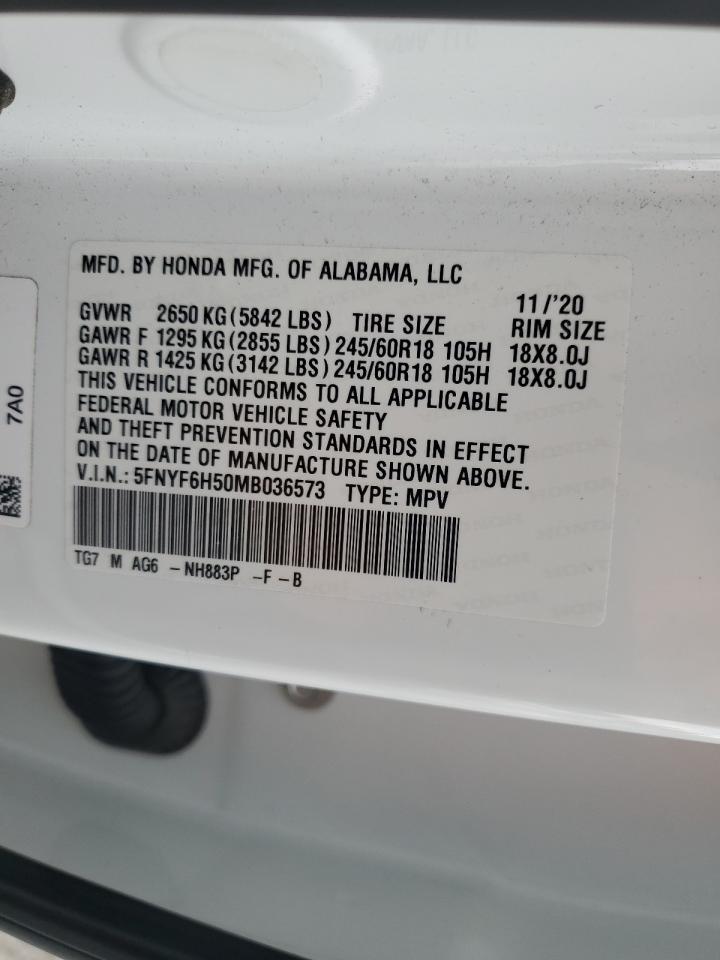 MFD. BY HONDA MFG. OF ALABAMA, LLC
11/'20
GVWR 2650 KG (5842 LBS) TIRE SIZE RIM SIZE
GAWR F 1295 KG (2855 LBS) 245/60R18 105H 18X8.0J
GAWR R 1425 KG (3142 LBS) 245/60R18 105H 18X8.0J
THIS VEHICLE CONFORMS TO ALL APPLICABLE
FEDERAL MOTOR VEHICLE SAFETY
AND THEFT PREVENTION STANDARDS IN EFFECT
ON THE DATE OF MANUFACTURE SHOWN ABOVE.
V.I.N.: 5FNYF6H50MB036573 TYPE: MPV
TG7 M AG6 -NH883P -F -B
7A0